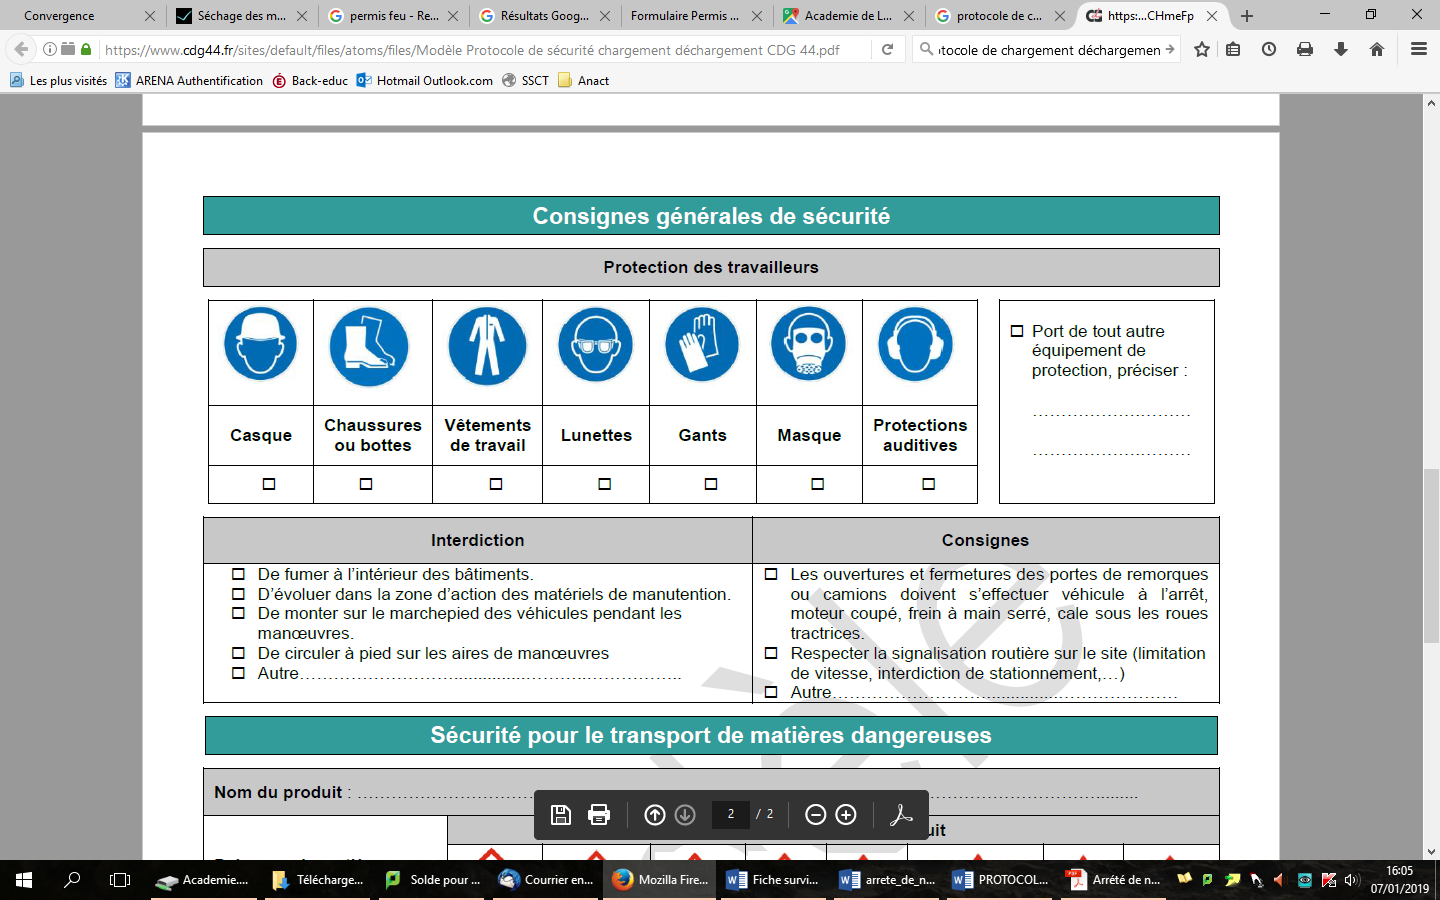 Convergence
Séchage des m...
permis feu - Re...
Résultats Goog...
Formulaire Permis ...
Academie de L...
protocole de c...
https:...CHmeFp
https://www.cdg44.fr/sites/default/files/atoms/files/Modèle Protocole de sécurité chargement déchargement CDG 44.pdf
tocole de chargement déchargemen
Les plus visités
ARENA Authentification
Back-educ
Hotmail Outlook.com
SSCT
Anact
Consignes générales de sécurité
Protection des travailleurs
Casque
Chaussures
ou bottes
Vêtements
de travail
Lunettes
Gants
Masque
Protections
auditives
Port de tout autre
équipement de
protection, préciser :
……………………………
……………………………
Interdiction
De fumer à l'intérieur des bâtiments.
D'évoluer dans la zone d'action des matériels de manutention.
De monter sur le marchepied des véhicules pendant les
manœuvres.
De circuler à pied sur les aires de manœuvres
Autre……………………………………………………..
Consignes
Les ouvertures et fermetures des portes de remorques
ou camions doivent s'effectuer véhicule à l'arrêt,
moteur coupé, frein à main serré, cale sous les roues
tractrices.
Respecter la signalisation routière sur le site (limitation
de vitesse, interdiction de stationnement,…)
Autre……………………………………………………
Sécurité pour le transport de matières dangereuses
Nom du produit : ……………………………………………………
2 / 2
uit
Academie....
Télécharge...
Solde pour ...
Courrier en...
Mozilla Fire...
Fiche survi...
arrete_de_n...
PROTOCOL...
Arrété de n...
16:05
07/01/2019